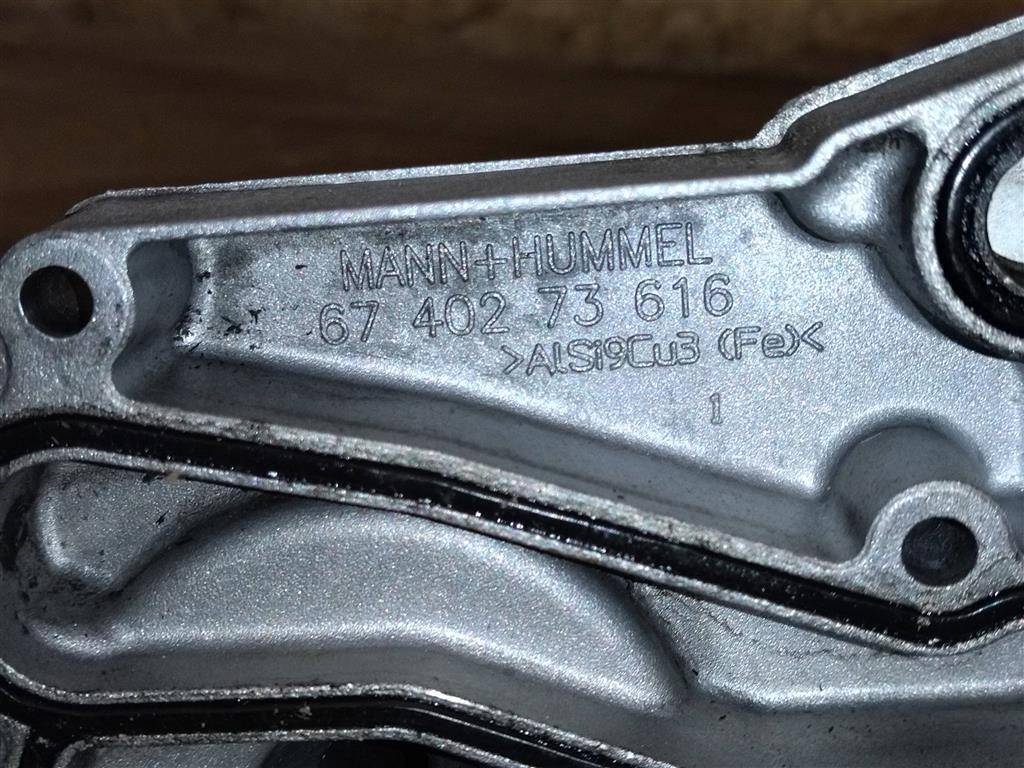 MANN+HUMMEL
67 402 73 616
>AlSi9Cu3 (Fe)<
1